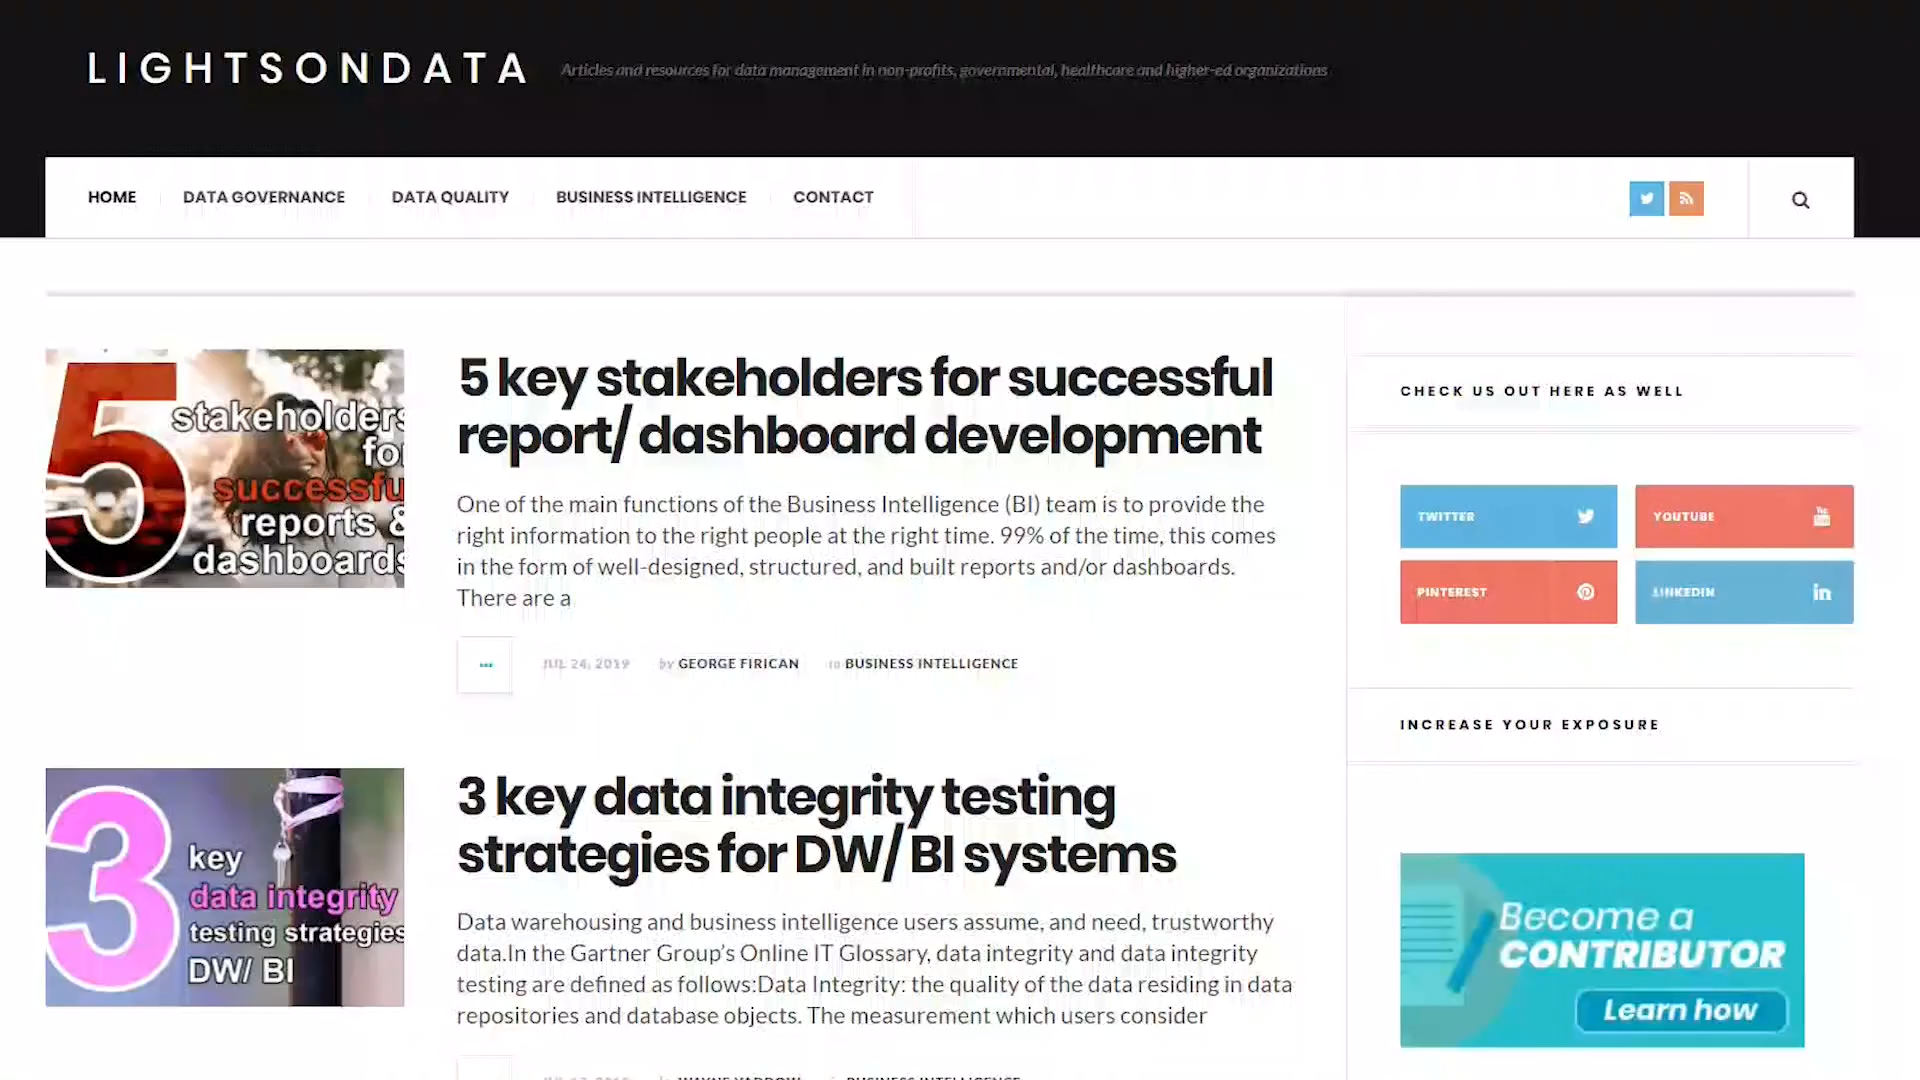 LIGHTSONDATA
Articles and resources for data management in non-profits, governmental, healthcare and higher-ed organizations
HOME
DATA GOVERNANCE
DATA QUALITY
BUSINESS INTELLIGENCE
CONTACT
5
stakeholders
for
successfu
reports &
dashboards
5 key stakeholders for successful
report/ dashboard development
One of the main functions of the Business Intelligence (BI) team is to provide the
right information to the right people at the right time. 99% of the time, this comes
in the form of well-designed, structured, and built reports and/or dashboards.
There are a
...
JUL 24, 2019 by GEORGE FIRICAN in BUSINESS INTELLIGENCE
3
key
data integrity
testing strategies
DW/ BI
3 key data integrity testing
strategies for DW/ BI systems
Data warehousing and business intelligence users assume, and need, trustworthy
data.In the Gartner Group’s Online IT Glossary, data integrity and data integrity
testing are defined as follows:Data Integrity: the quality of the data residing in data
repositories and database objects. The measurement which users consider
BUSINESS INTELLIGENCE
CHECK US OUT HERE AS WELL
TWITTER
YOUTUBE
PINTEREST
LINKEDIN
INCREASE YOUR EXPOSURE
Become a
CONTRIBUTOR
Learn how